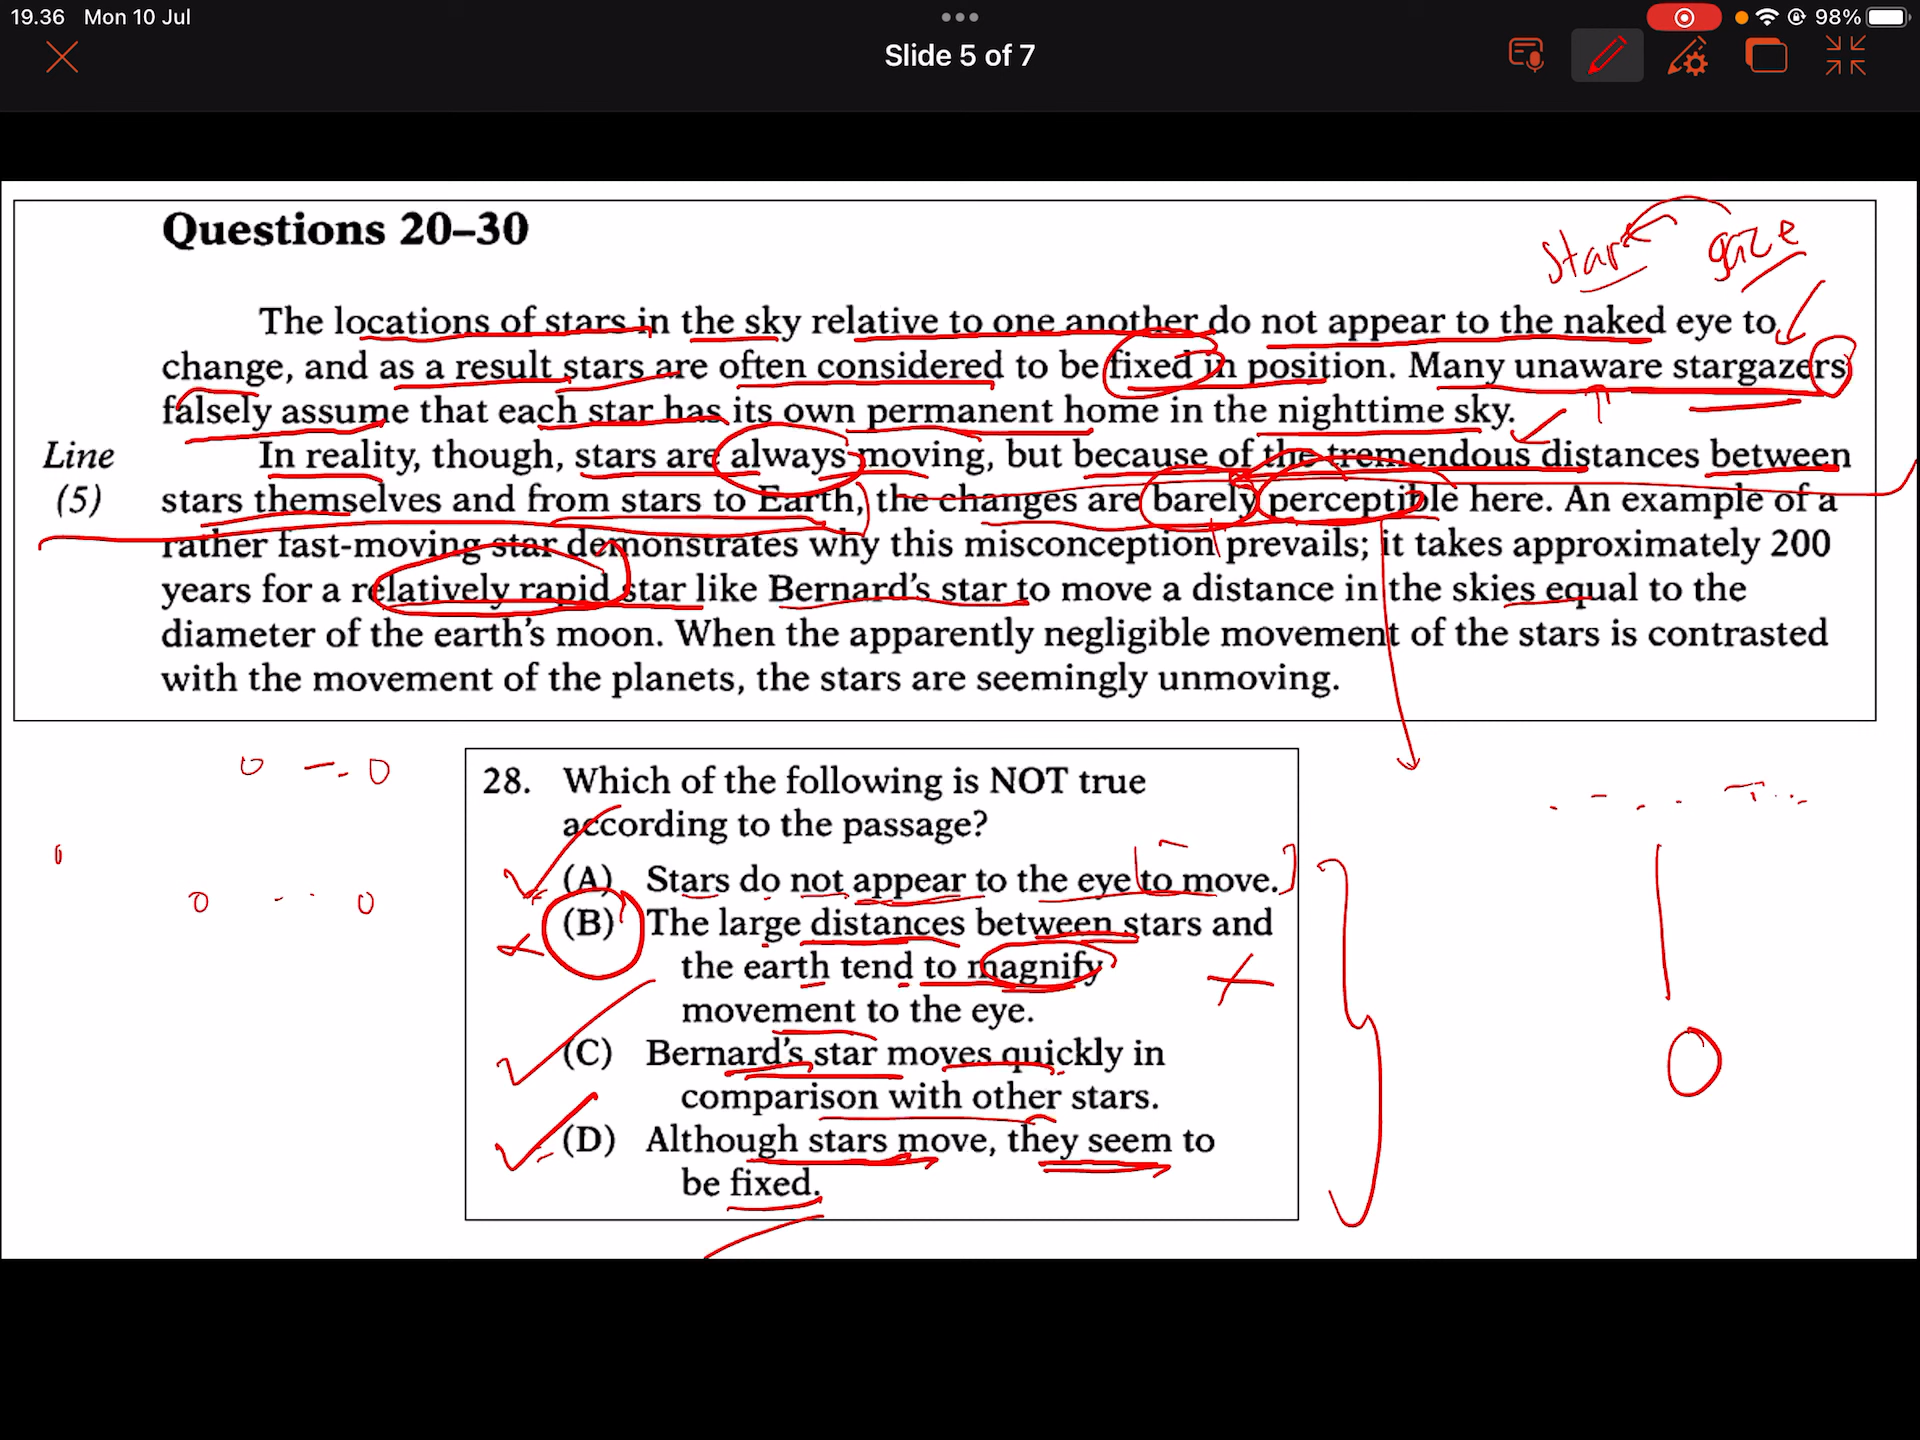 19.36 Mon 10 Jul
98%
Slide 5 of 7
Questions 20–30
star gaze
The locations of stars in the sky relative to one another do not appear to the naked eye to
change, and as a result stars are often considered to be fixed in position. Many unaware stargazers
falsely assume that each star has its own permanent home in the nighttime sky.
Line In reality, though, stars are always moving, but because of the tremendous distances between
(5) stars themselves and from stars to Earth, the changes are barely perceptible here. An example of a
rather fast-moving star demonstrates why this misconception prevails; it takes approximately 200
years for a relatively rapid star like Bernard's star to move a distance in the skies equal to the
diameter of the earth's moon. When the apparently negligible movement of the stars is contrasted
with the movement of the planets, the stars are seemingly unmoving.
28. Which of the following is NOT true
according to the passage?
(A) Stars do not appear to the eye to move.
(B) The large distances between stars and
the earth tend to magnify
movement to the eye.
(C) Bernard's star moves quickly in
comparison with other stars.
(D) Although stars move, they seem to
be fixed.